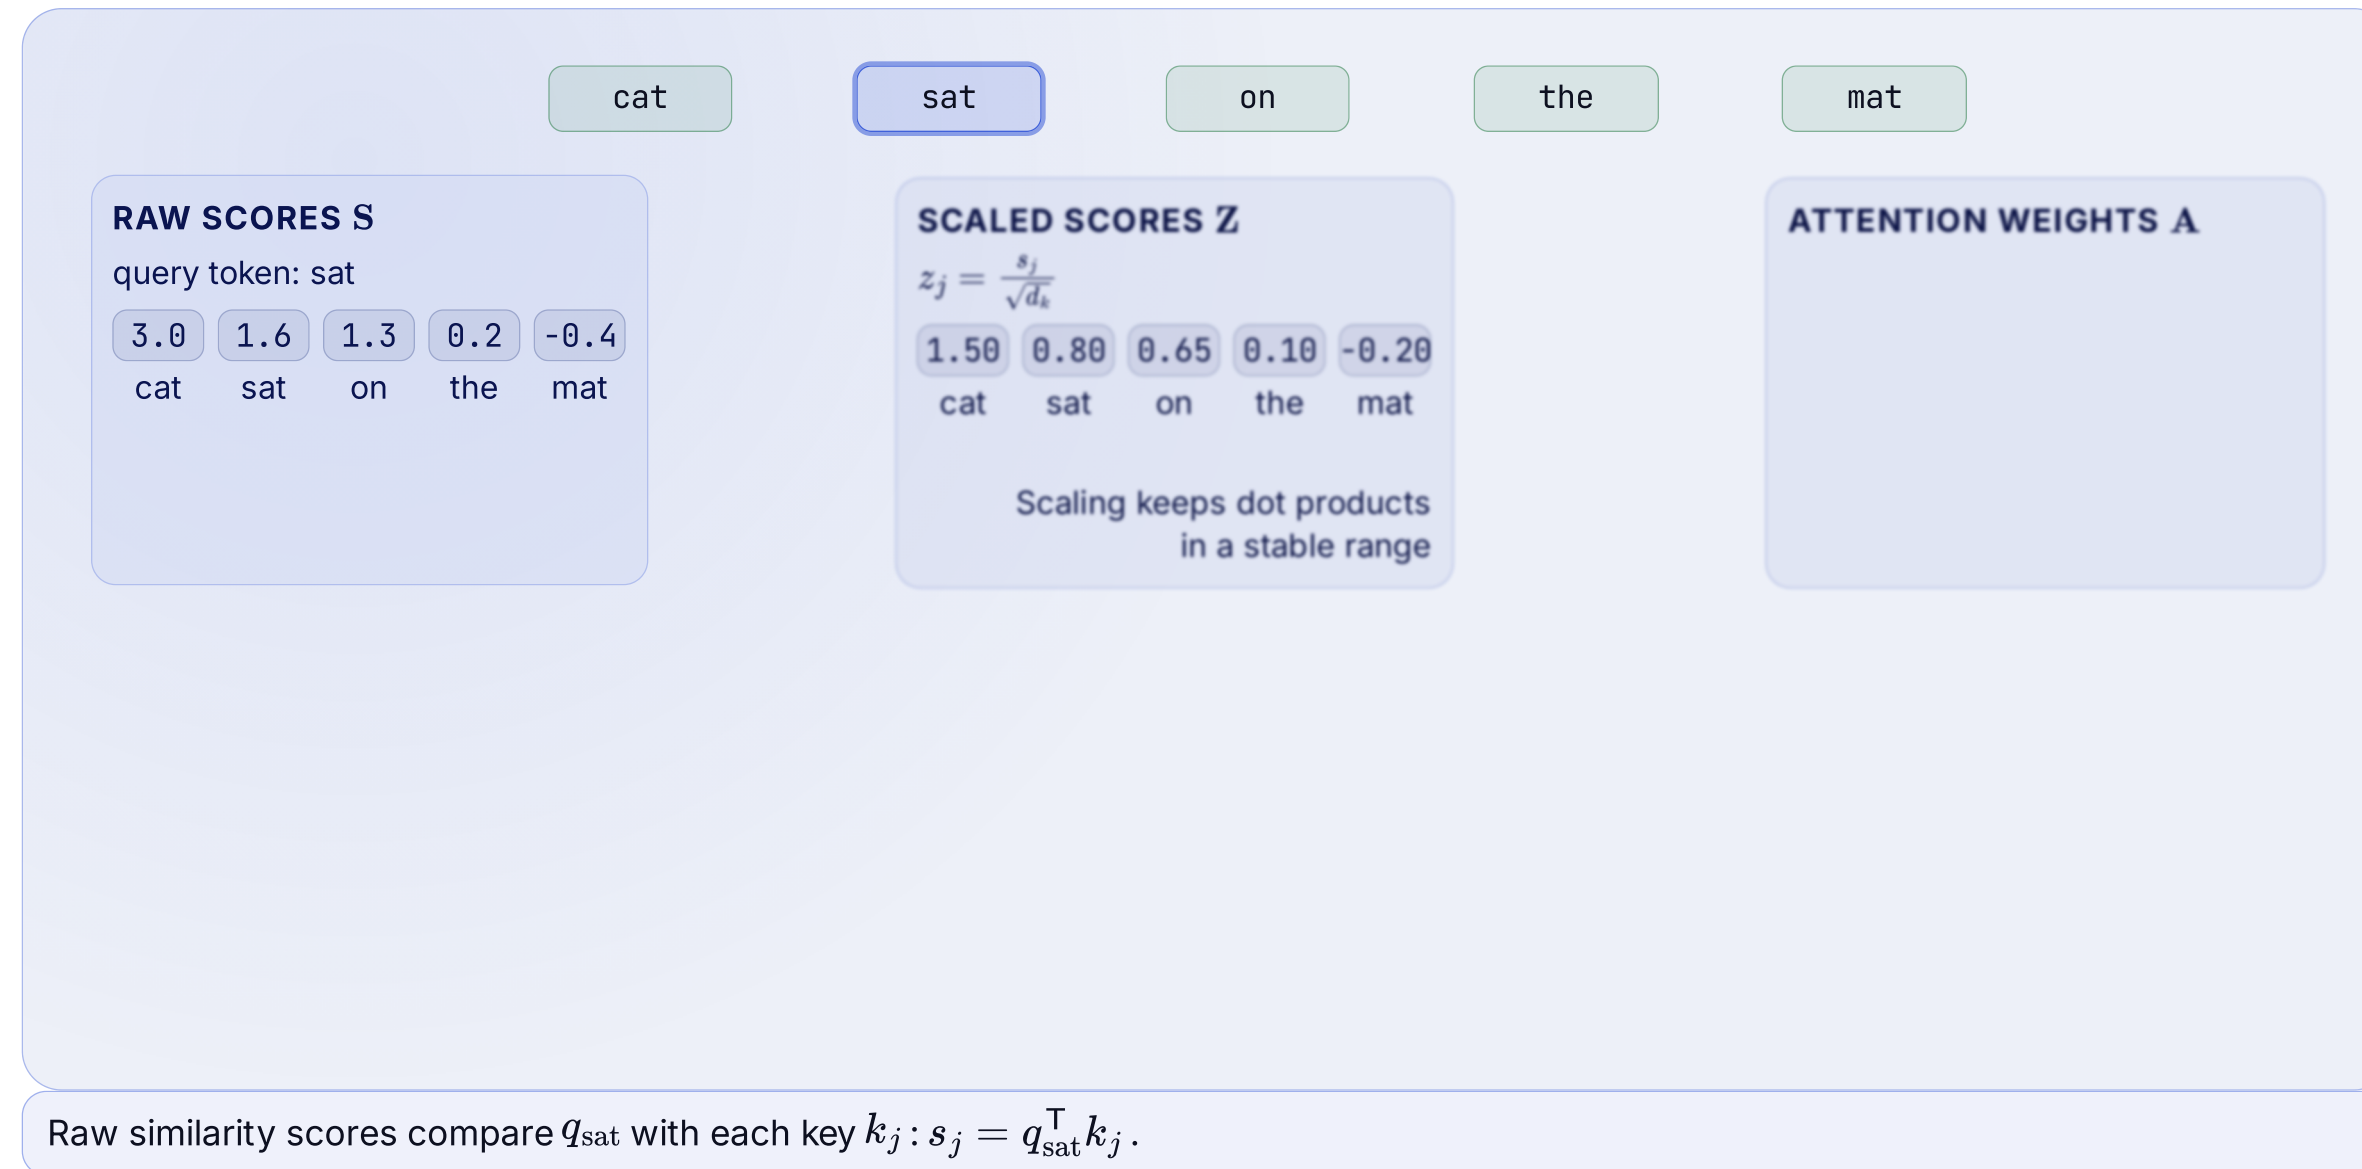 cat sat on the mat
RAW SCORES S
query token: sat
3.0 1.6 1.3 0.2 -0.4
cat sat on the mat
SCALED SCORES Z
z_j = s_j / √d_k
1.50 0.80 0.65 0.10 -0.20
cat sat on the mat
Scaling keeps dot products
in a stable range
ATTENTION WEIGHTS A
Raw similarity scores compare q_sat with each key k_j : s_j = q_sat^T k_j .